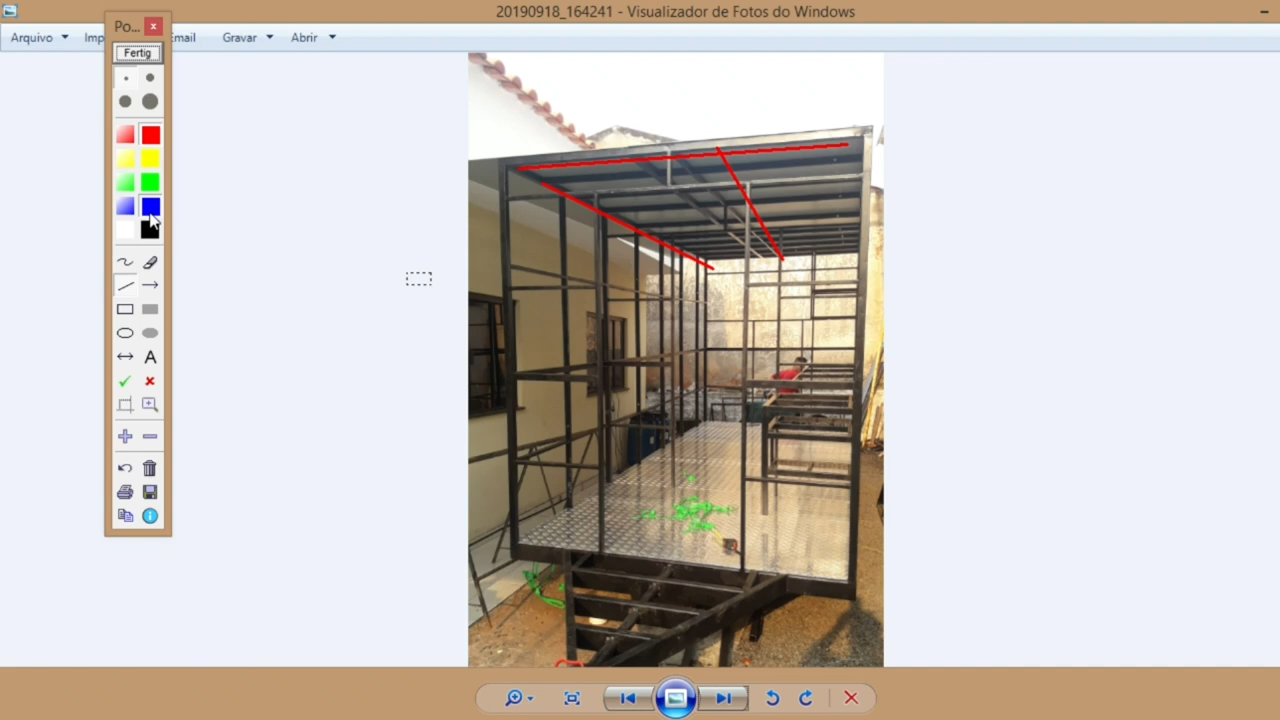 20190918_164241 - Visualizador de Fotos do Windows
Po...
Arquivo Imp Email Gravar Abrir
Fertig
A